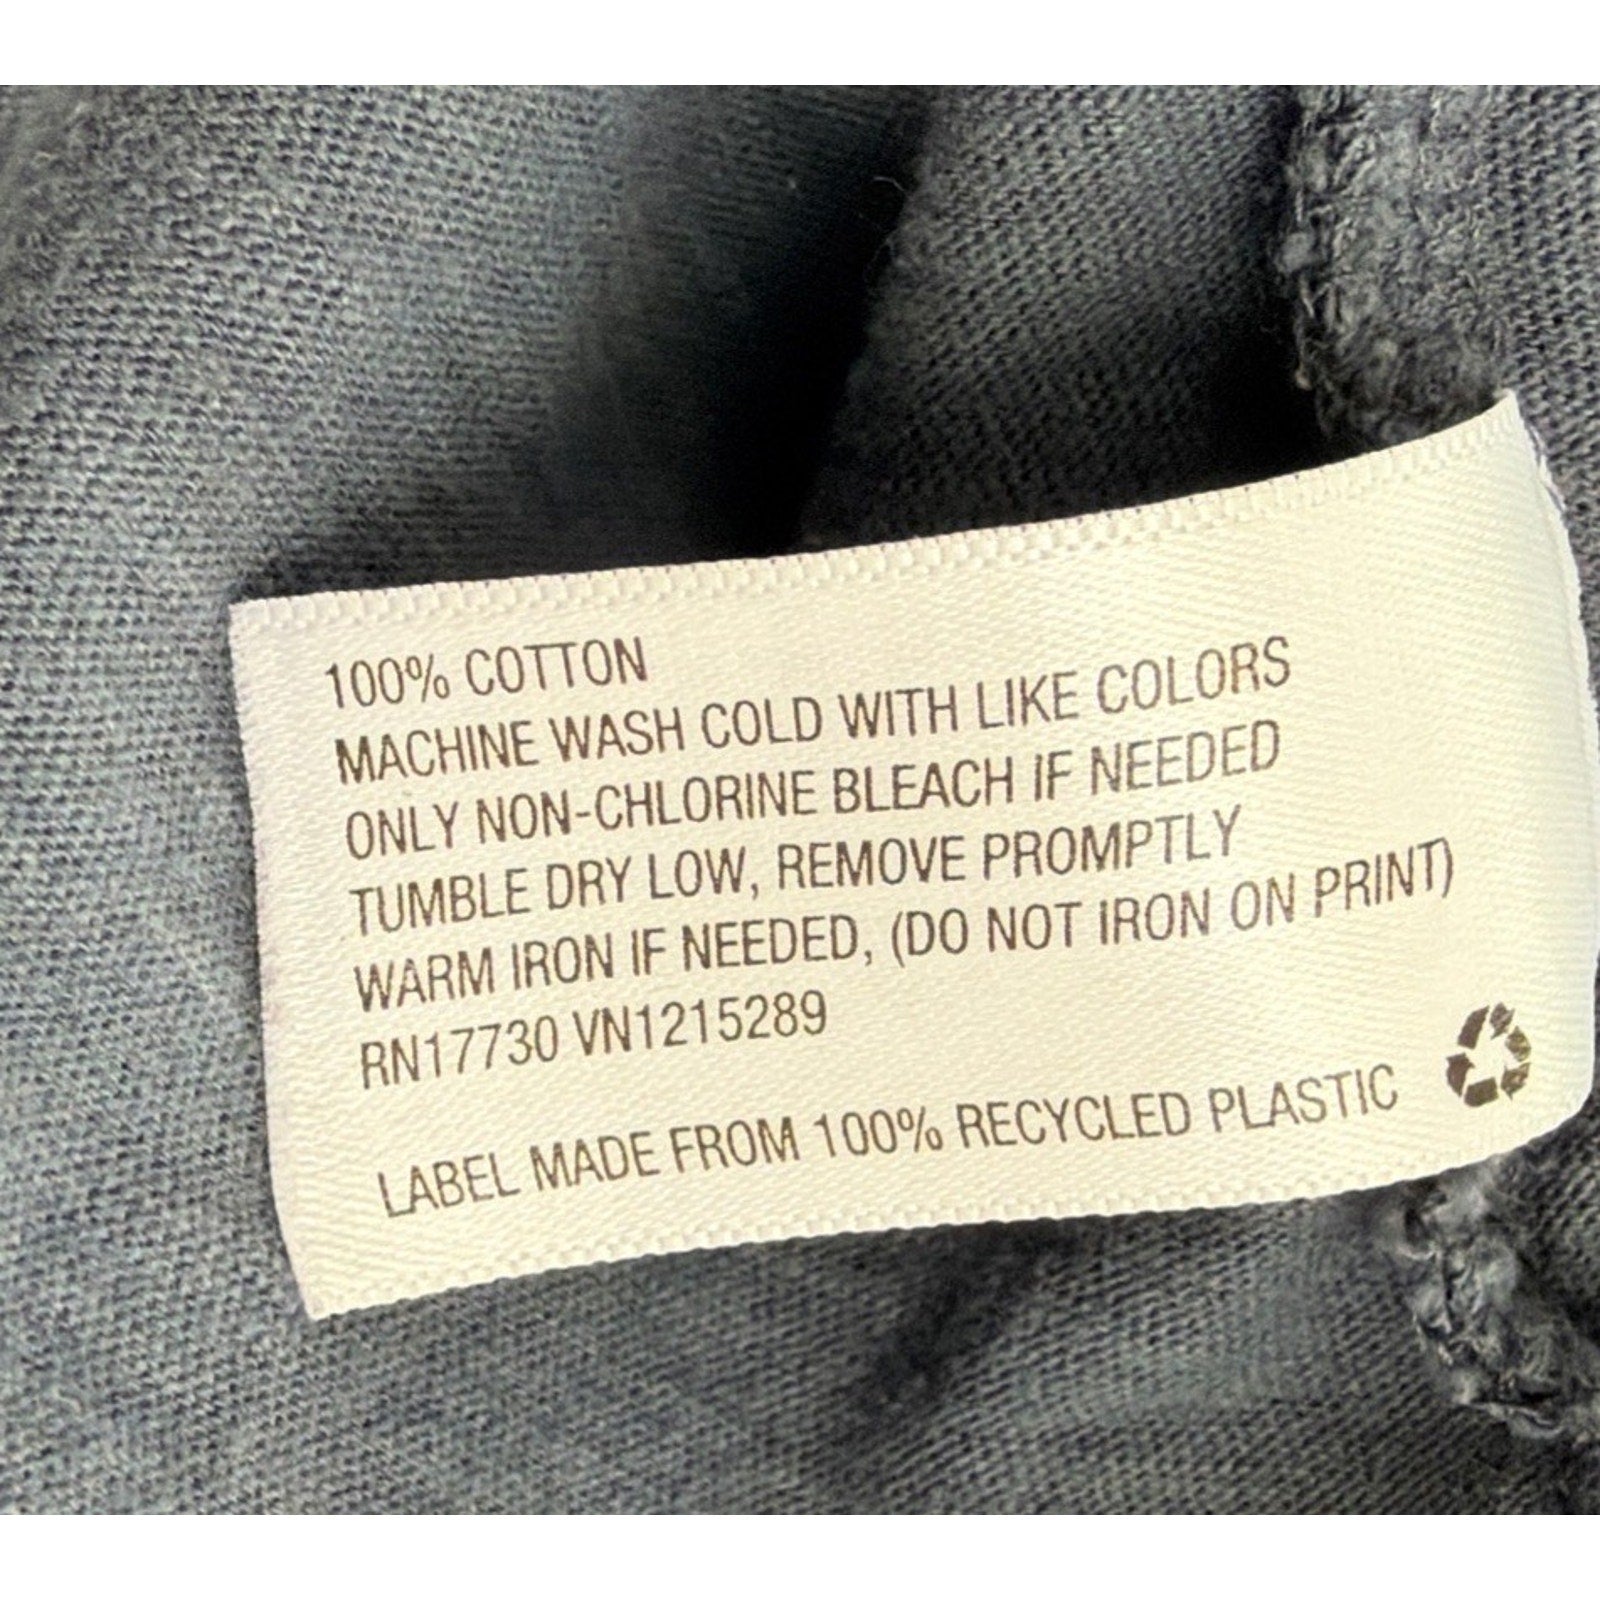 100% COTTON
MACHINE WASH COLD WITH LIKE COLORS
ONLY NON-CHLORINE BLEACH IF NEEDED
TUMBLE DRY LOW, REMOVE PROMPTLY
WARM IRON IF NEEDED, (DO NOT IRON ON PRINT)
RN17730 VN1215289
LABEL MADE FROM 100% RECYCLED PLASTIC